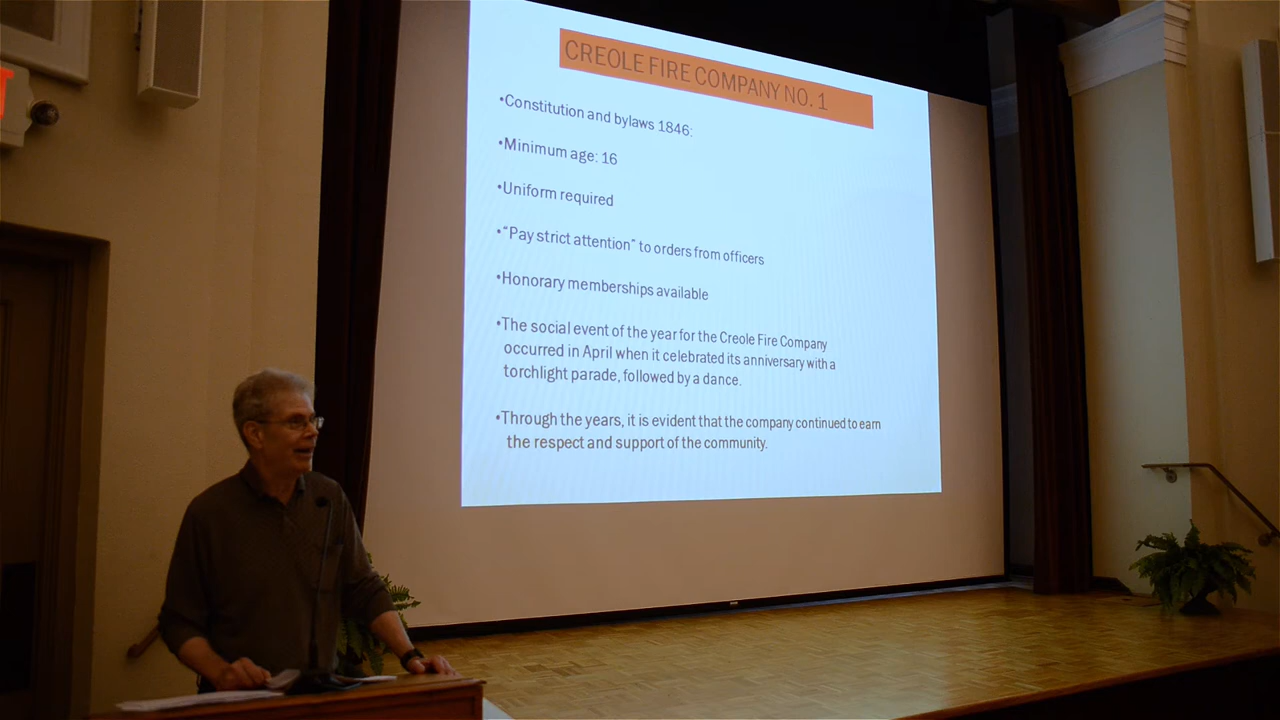 CREOLE FIRE COMPANY NO. 1
•Constitution and bylaws 1846:
•Minimum age: 16
•Uniform required
•"Pay strict attention" to orders from officers
•Honorary memberships available
•The social event of the year for the Creole Fire Company
occurred in April when it celebrated its anniversary with a
torchlight parade, followed by a dance.
•Through the years, it is evident that the company continued to earn
the respect and support of the community.